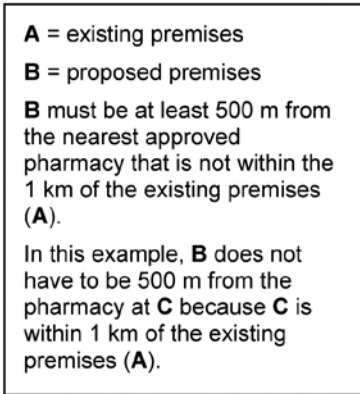 A = existing premises
B = proposed premises
B must be at least 500 m from
the nearest approved
pharmacy that is not within the
1 km of the existing premises
(A).
In this example, B does not
have to be 500 m from the
pharmacy at C because C is
within 1 km of the existing
premises (A).